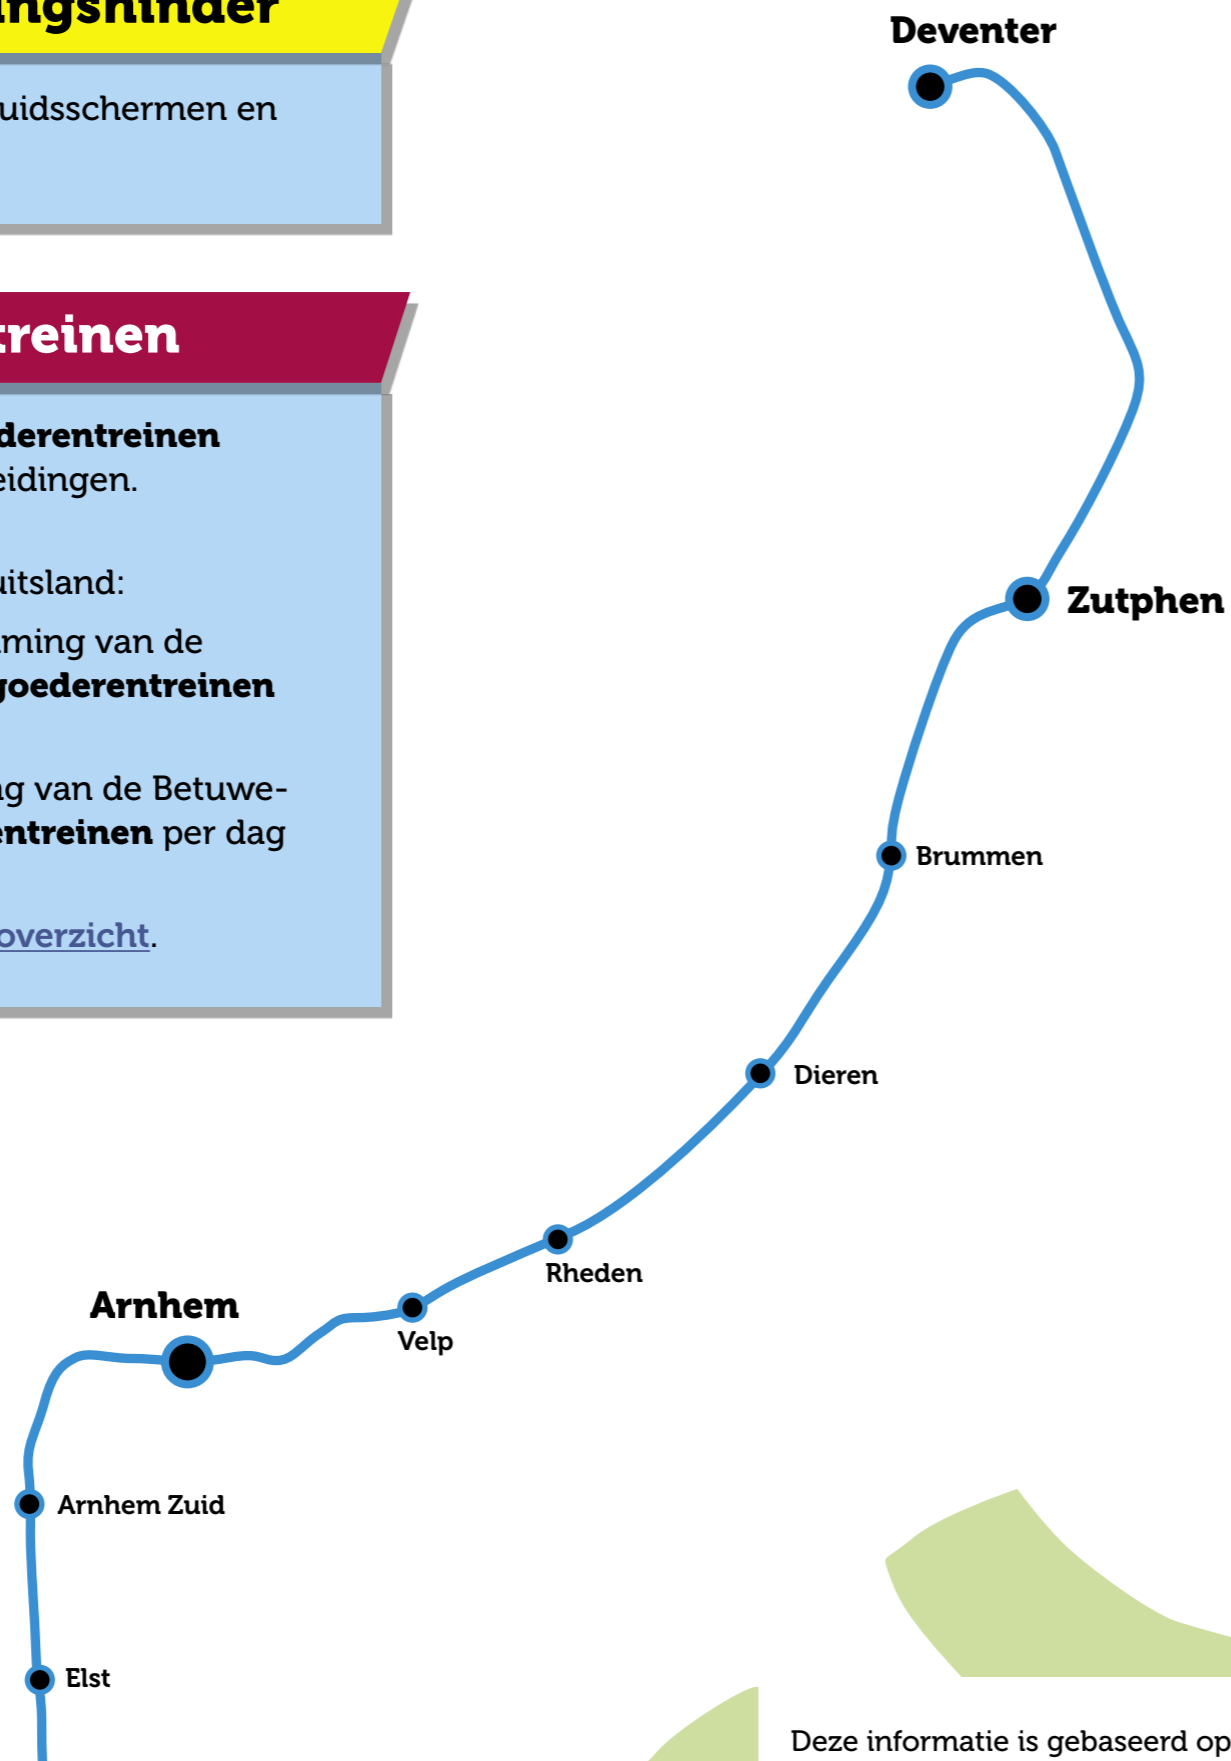 ingshinder
uidsschermen en
treinen
derentreinen
eidingen.
uitsland:
ming van de
goederentreinen
ng van de Betuwe-
entreinen per dag
overzicht.
Deventer
Zutphen
Brummen
Dieren
Rheden
Velp
Arnhem
Arnhem Zuid
Elst
Deze informatie is gebaseerd op